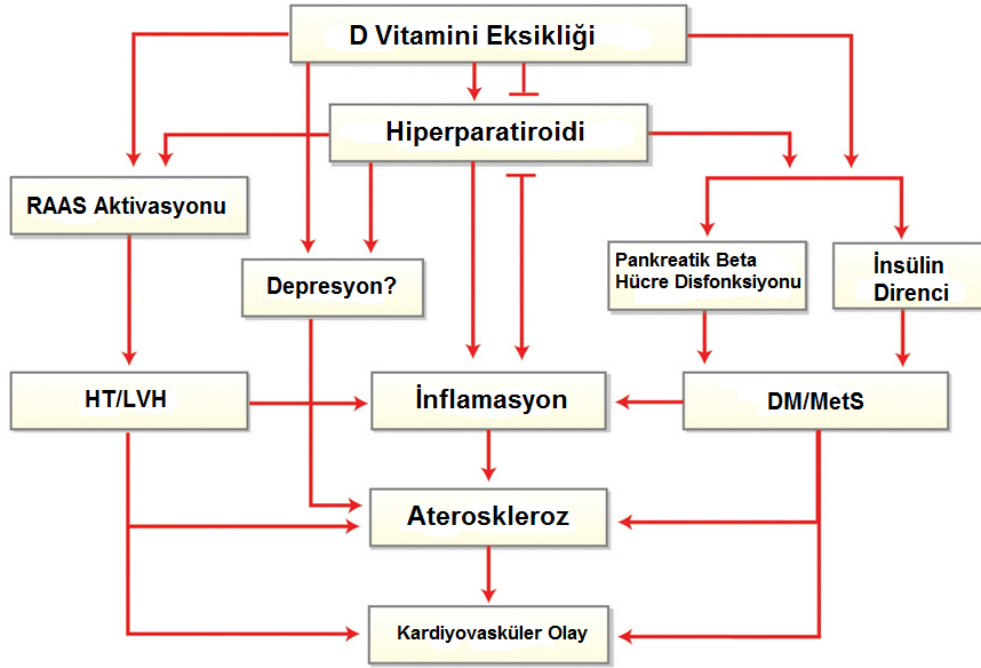 D Vitamini Eksikliği
Hiperparatiroidi
RAAS Aktivasyonu
Depresyon?
Pankreatik Beta
Hücre Disfonksiyonu
İnsülin
Direnci
HT/LVH
İnflamasyon
DM/MetS
Ateroskleroz
Kardiyovasküler Olay